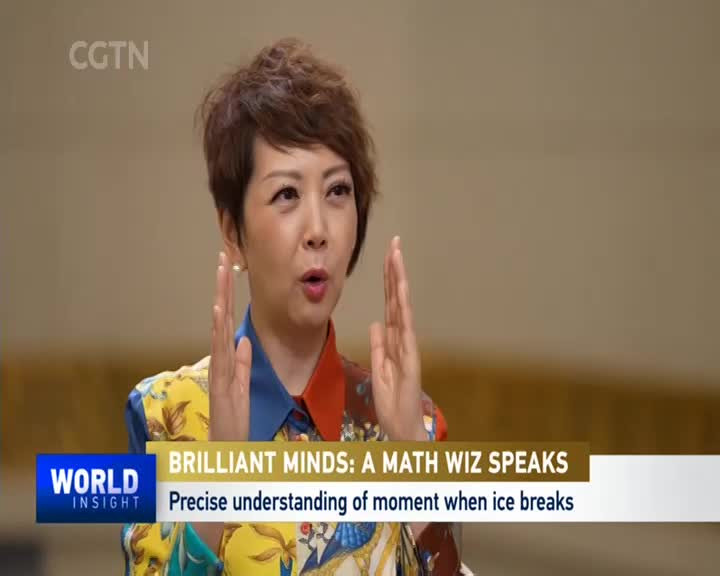 CGTN
BRILLIANT MINDS: A MATH WIZ SPEAKS
WORLD
INSIGHT
Precise understanding of moment when ice breaks